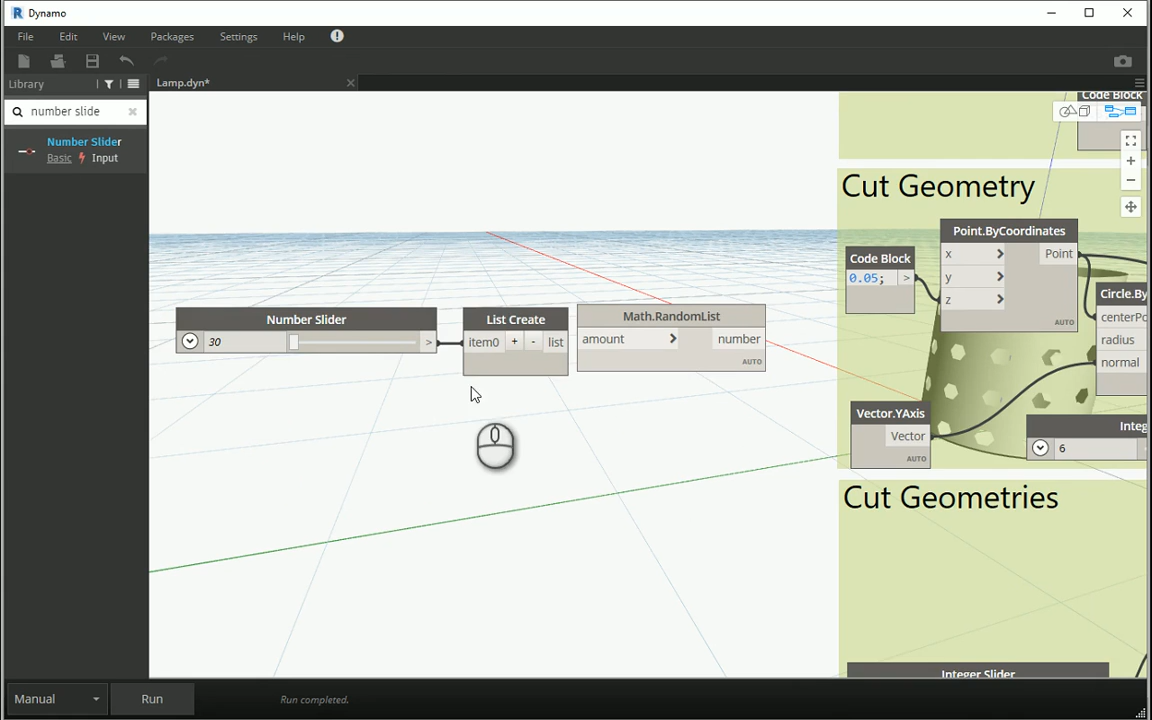 R Dynamo
File Edit View Packages Settings Help
Library
Lamp.dyn*
number slide
Number Slider
Basic Input
Code Block
Cut Geometry
Point.ByCoordinates
x Point
y
z
AUTO
Code Block
0.05; >
Circle.By
centerPo
radius
normal
Number Slider
30 >
List Create
item0 + - list
Math.RandomList
amount number
AUTO
Vector.YAxis
Vector
AUTO
Integ
6
Cut Geometries
Integer Slider
Manual Run Run completed.